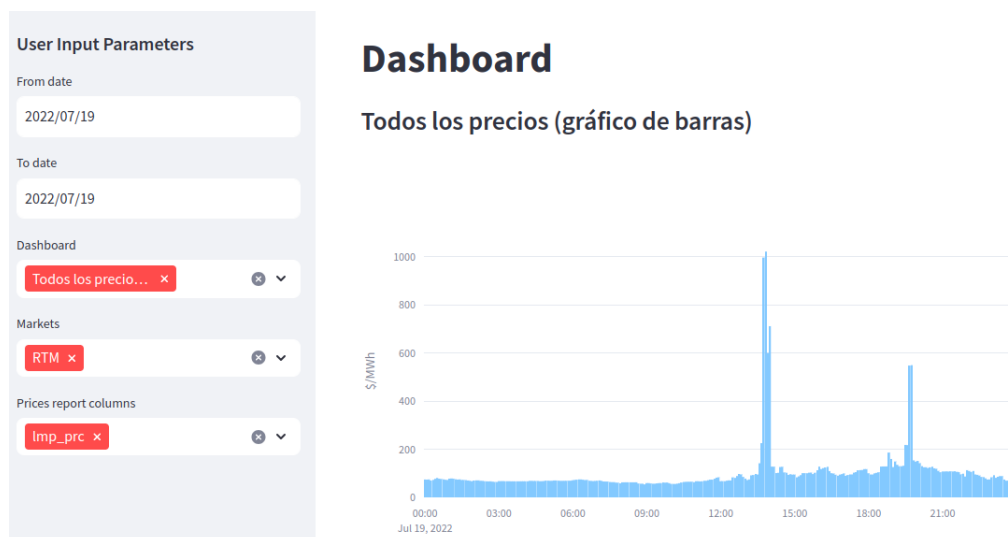 User Input Parameters
From date
2022/07/19
To date
2022/07/19
Dashboard
Todos los precio...
Markets
RTM
Prices report columns
lmp_prc
Dashboard
Todos los precios (gráfico de barras)
$/MWh
1000
800
600
400
200
0
00:00 03:00 06:00 09:00 12:00 15:00 18:00 21:00
Jul 19, 2022